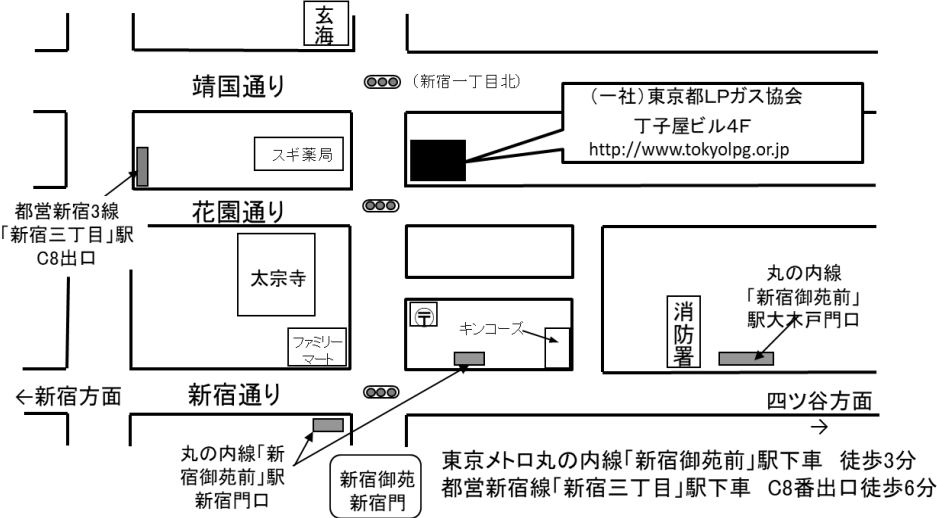 玄
海
靖国通り
(新宿一丁目北)
(一社)東京都LPガス協会
丁子屋ビル4F
http://www.tokyolpg.or.jp
スギ薬局
都営新宿3線
「新宿三丁目」駅
C8出口
花園通り
太宗寺
丸の内線
「新宿御苑前」
駅大木戸門口
〒
キンコーズ
消
防
署
ファミリー
マート
←新宿方面
新宿通り
四ツ谷方面
→
丸の内線「新
宿御苑前」駅
新宿門口
新宿御苑
新宿門
東京メトロ丸の内線「新宿御苑前」駅下車 徒歩3分
都営新宿線「新宿三丁目」駅下車 C8番出口徒歩6分